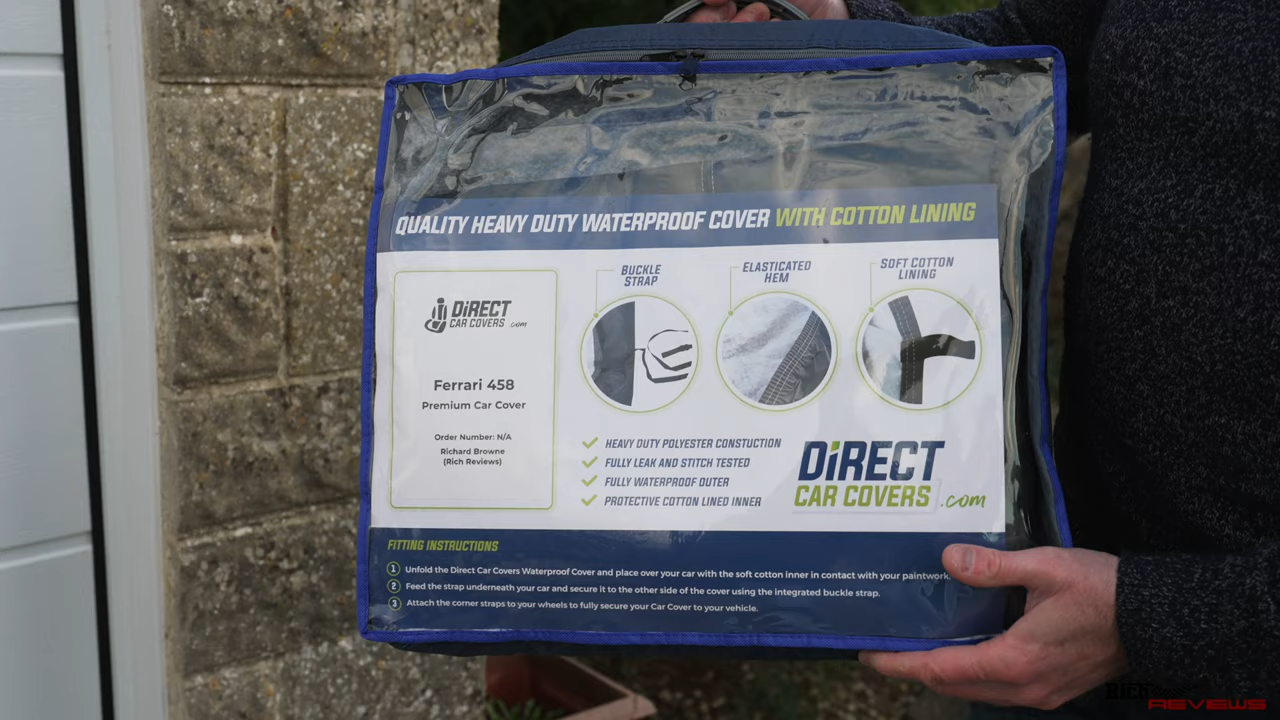 QUALITY HEAVY DUTY WATERPROOF COVER WITH COTTON LINING
DiRECT
CAR COVERS .com
Ferrari 458
Premium Car Cover
Order Number: N/A
Richard Browne
(Rich Reviews)
BUCKLE
STRAP
ELASTICATED
HEM
SOFT COTTON
LINING
HEAVY DUTY POLYESTER CONSTUCTION
FULLY LEAK AND STITCH TESTED
FULLY WATERPROOF OUTER
PROTECTIVE COTTON LINED INNER
DiRECT
CAR COVERS .com
FITTING INSTRUCTIONS
1 Unfold the Direct Car Covers Waterproof Cover and place over your car with the soft cotton inner in contact with your paintwork
2 Feed the strap underneath your car and secure it to the other side of the cover using the integrated buckle strap.
3 Attach the corner straps to your wheels to fully secure your Car Cover to your vehicle.
REVIEWS